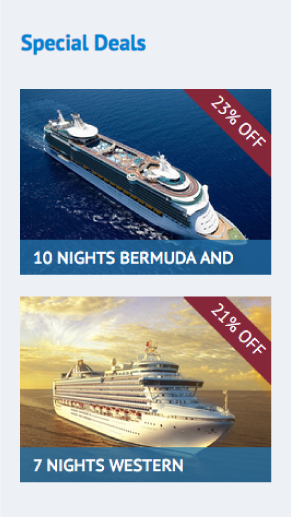 Special Deals
23% OFF
10 NIGHTS BERMUDA AND
21% OFF
7 NIGHTS WESTERN